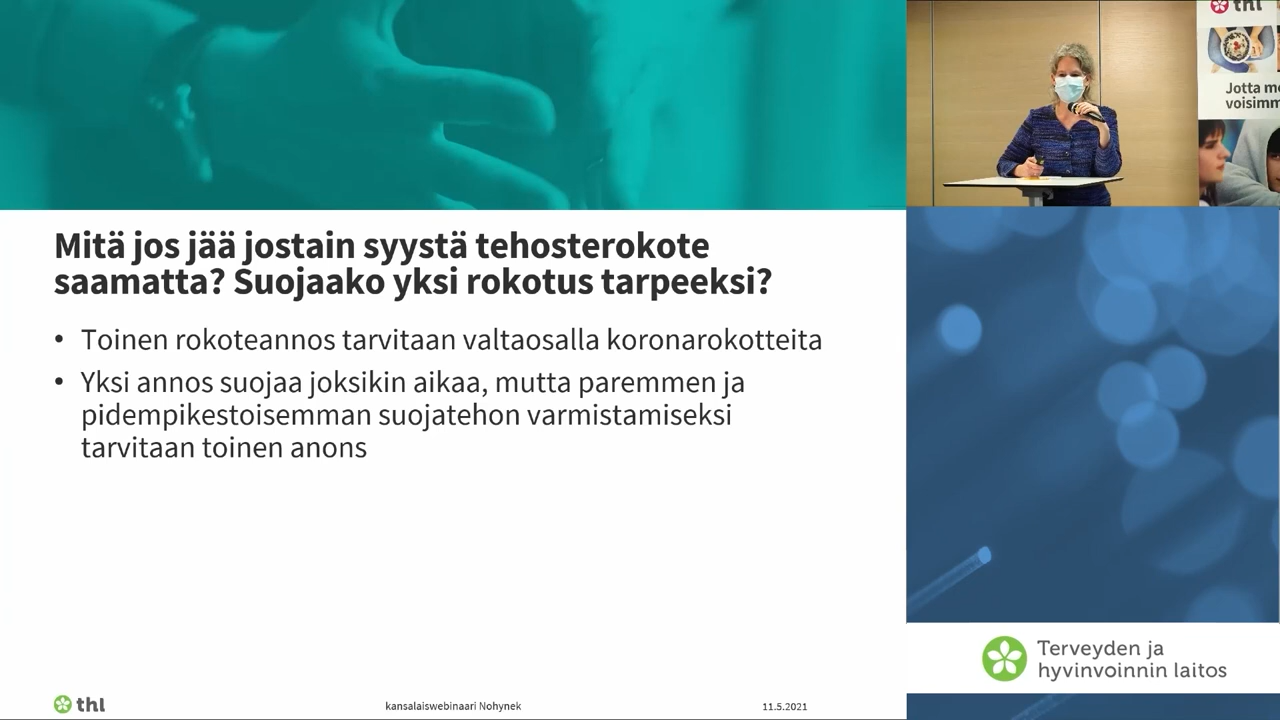 Mitä jos jää jostain syystä tehosterokote
saamatta? Suojaako yksi rokotus tarpeeksi?
• Toinen rokoteannos tarvitaan valtaosalla koronarokotteita
• Yksi annos suojaa joksikin aikaa, mutta paremmen ja
pidempikestoisemman suojatehon varmistamiseksi
tarvitaan toinen anons
thl
kansalaiswebinaari Nohynek
11.5.2021
thl
Jotta
Terveyden ja
hyvinvoinnin laitos